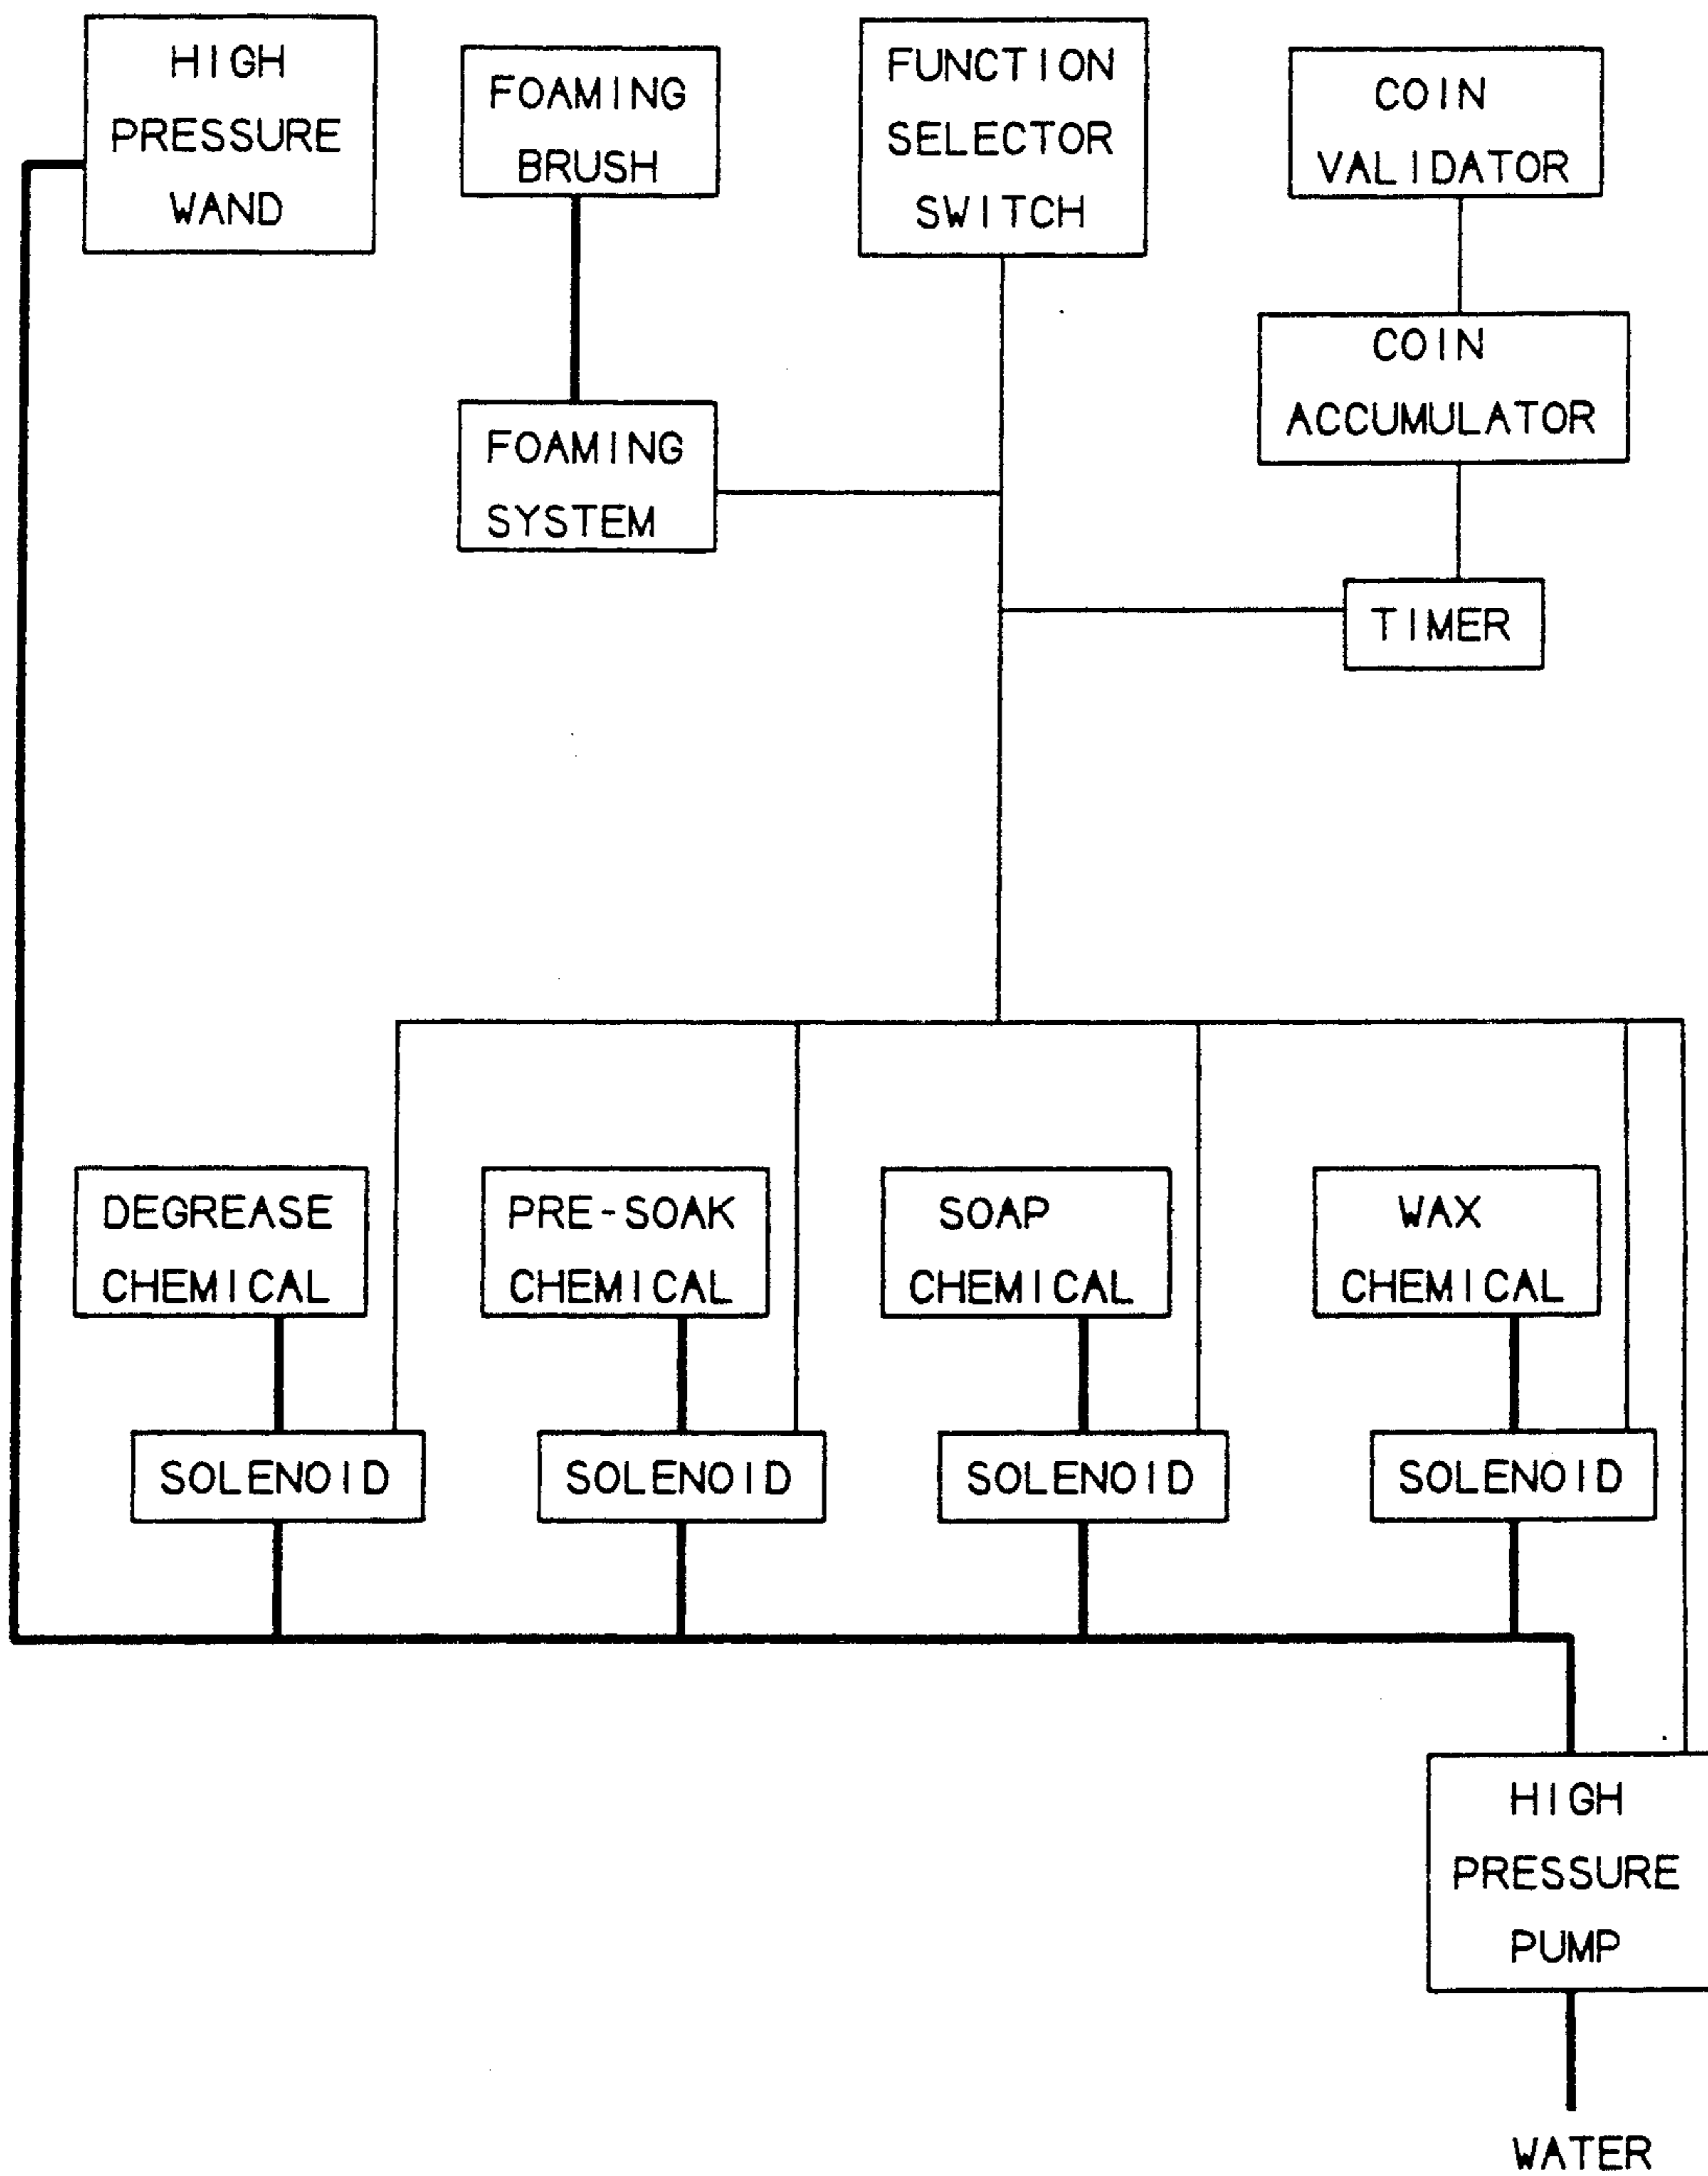 HIGH
PRESSURE
WAND
FOAMING
BRUSH
FUNCTION
SELECTOR
SWITCH
COIN
VALIDATOR
COIN
ACCUMULATOR
FOAMING
SYSTEM
TIMER
DEGREASE
CHEMICAL
PRE-SOAK
CHEMICAL
SOAP
CHEMICAL
WAX
CHEMICAL
SOLENOID
SOLENOID
SOLENOID
SOLENOID
HIGH
PRESSURE
PUMP
WATER